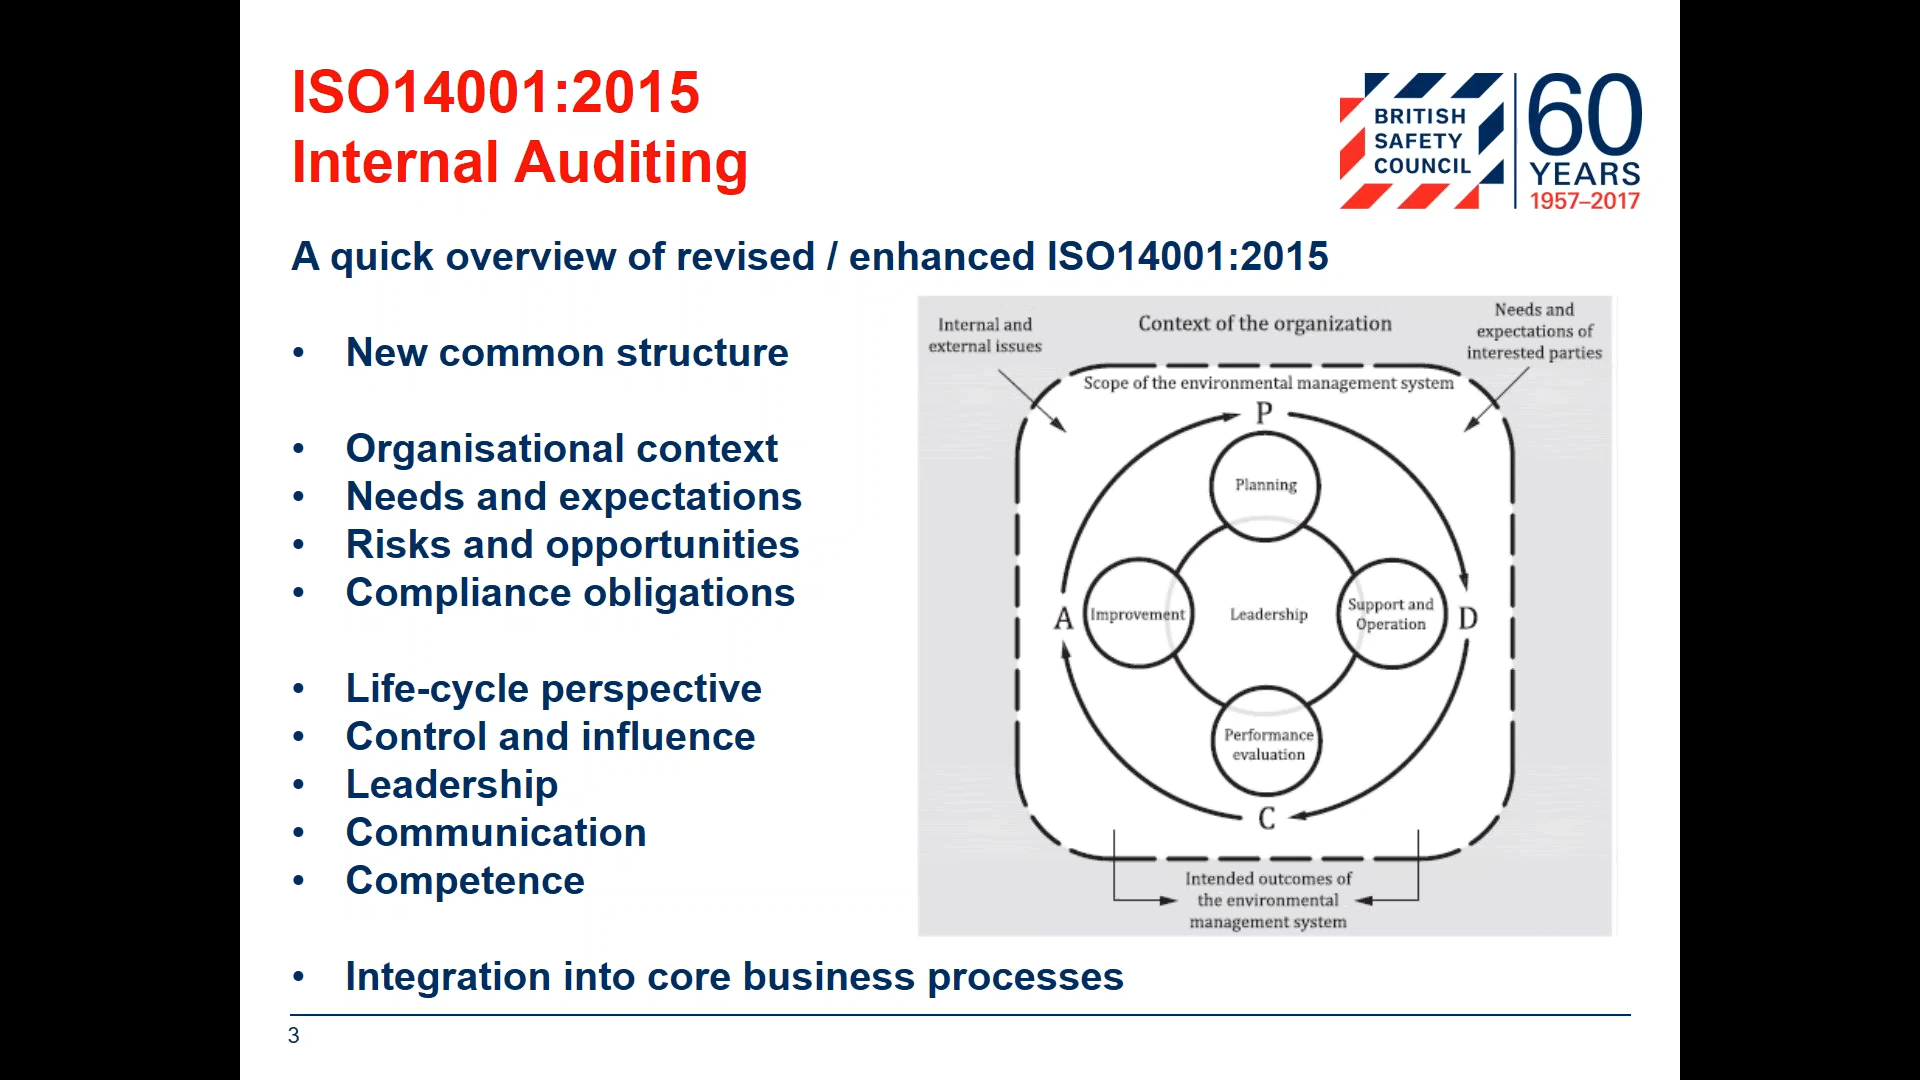 ISO14001:2015
Internal Auditing
BRITISH
SAFETY
COUNCIL
60
YEARS
1957–2017
A quick overview of revised / enhanced ISO14001:2015
• New common structure
• Organisational context
• Needs and expectations
• Risks and opportunities
• Compliance obligations
• Life-cycle perspective
• Control and influence
• Leadership
• Communication
• Competence
• Integration into core business processes
Internal and
external issues
Context of the organization
Needs and
expectations of
interested parties
Scope of the environmental management system
P
Planning
A
Improvement
Leadership
Support and
Operation
D
Performance
evaluation
C
Intended outcomes of
the environmental
management system
3